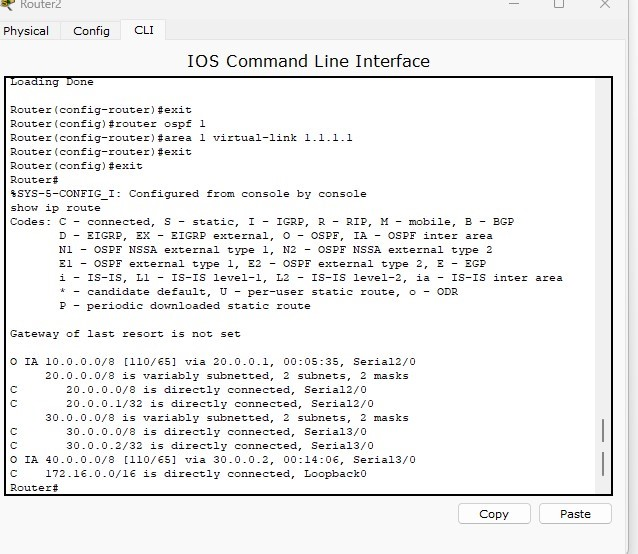 Router2
Physical Config CLI
IOS Command Line Interface
Loading Done
Router(config-router)#exit
Router(config)#router ospf 1
Router(config-router)#area 1 virtual-link 1.1.1.1
Router(config-router)#exit
Router(config)#exit
Router#
%SYS-5-CONFIG_I: Configured from console by console
show ip route
Codes: C - connected, S - static, I - IGRP, R - RIP, M - mobile, B - BGP
D - EIGRP, EX - EIGRP external, O - OSPF, IA - OSPF inter area
N1 - OSPF NSSA external type 1, N2 - OSPF NSSA external type 2
E1 - OSPF external type 1, E2 - OSPF external type 2, E - EGP
i - IS-IS, L1 - IS-IS level-1, L2 - IS-IS level-2, ia - IS-IS inter area
* - candidate default, U - per-user static route, o - ODR
P - periodic downloaded static route
Gateway of last resort is not set
O IA 10.0.0.0/8 [110/65] via 20.0.0.1, 00:05:35, Serial2/0
20.0.0.0/8 is variably subnetted, 2 subnets, 2 masks
C 20.0.0.0/8 is directly connected, Serial2/0
C 20.0.0.1/32 is directly connected, Serial2/0
30.0.0.0/8 is variably subnetted, 2 subnets, 2 masks
C 30.0.0.0/8 is directly connected, Serial3/0
C 30.0.0.2/32 is directly connected, Serial3/0
O IA 40.0.0.0/8 [110/65] via 30.0.0.2, 00:14:06, Serial3/0
C 172.16.0.0/16 is directly connected, Loopback0
Router#
Copy Paste